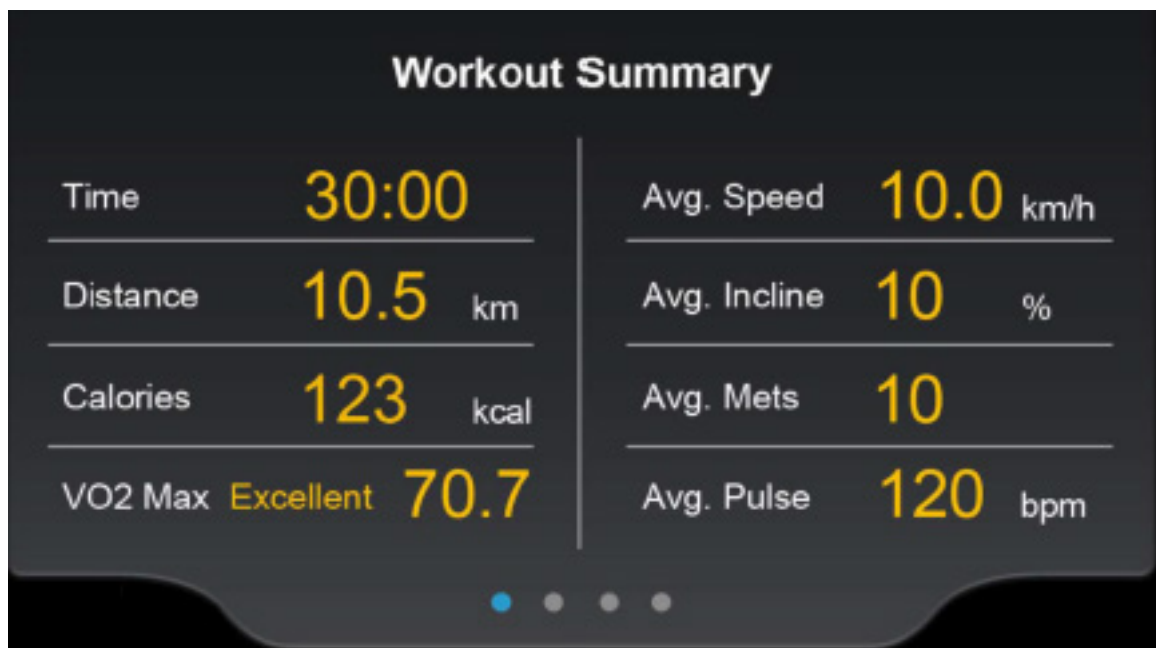 Workout Summary
Time 30:00
Distance 10.5 km
Calories 123 kcal
VO2 Max Excellent 70.7
Avg. Speed 10.0 km/h
Avg. Incline 10 %
Avg. Mets 10
Avg. Pulse 120 bpm